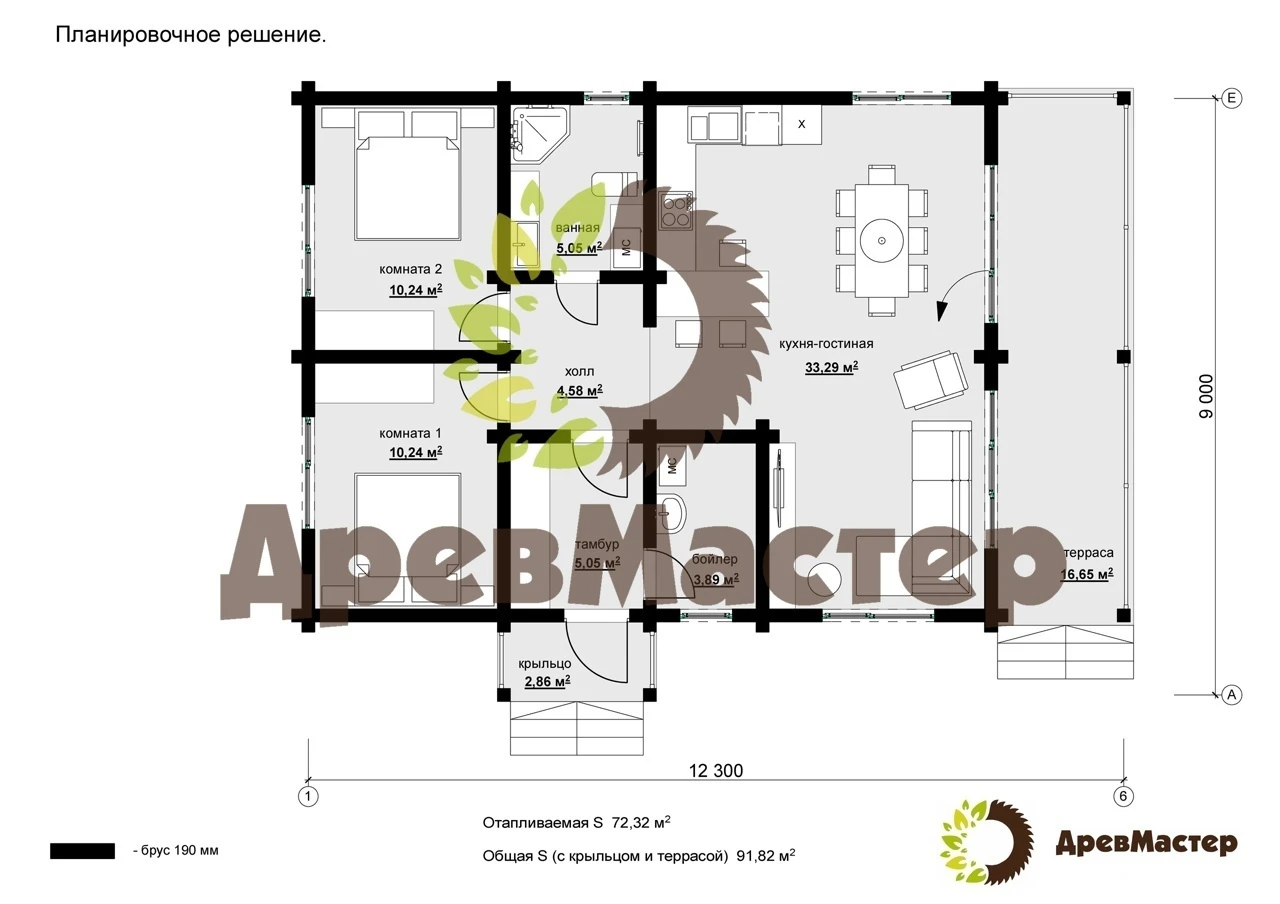 Планировочное решение.
Е
Х
ванная
5,05 м²
МС
комната 2
10,24 м²
кухня-гостиная
33,29 м²
холл
4,58 м²
9 000
комната 1
10,24 м²
МС
ДревМастер
тамбур
5,05 м²
бойлер
3,89 м²
терраса
16,65 м²
крыльцо
2,86 м²
А
12 300
1
6
Отапливаемая S 72,32 м²
- брус 190 мм
Общая S (с крыльцом и террасой) 91,82 м²
ДревМастер